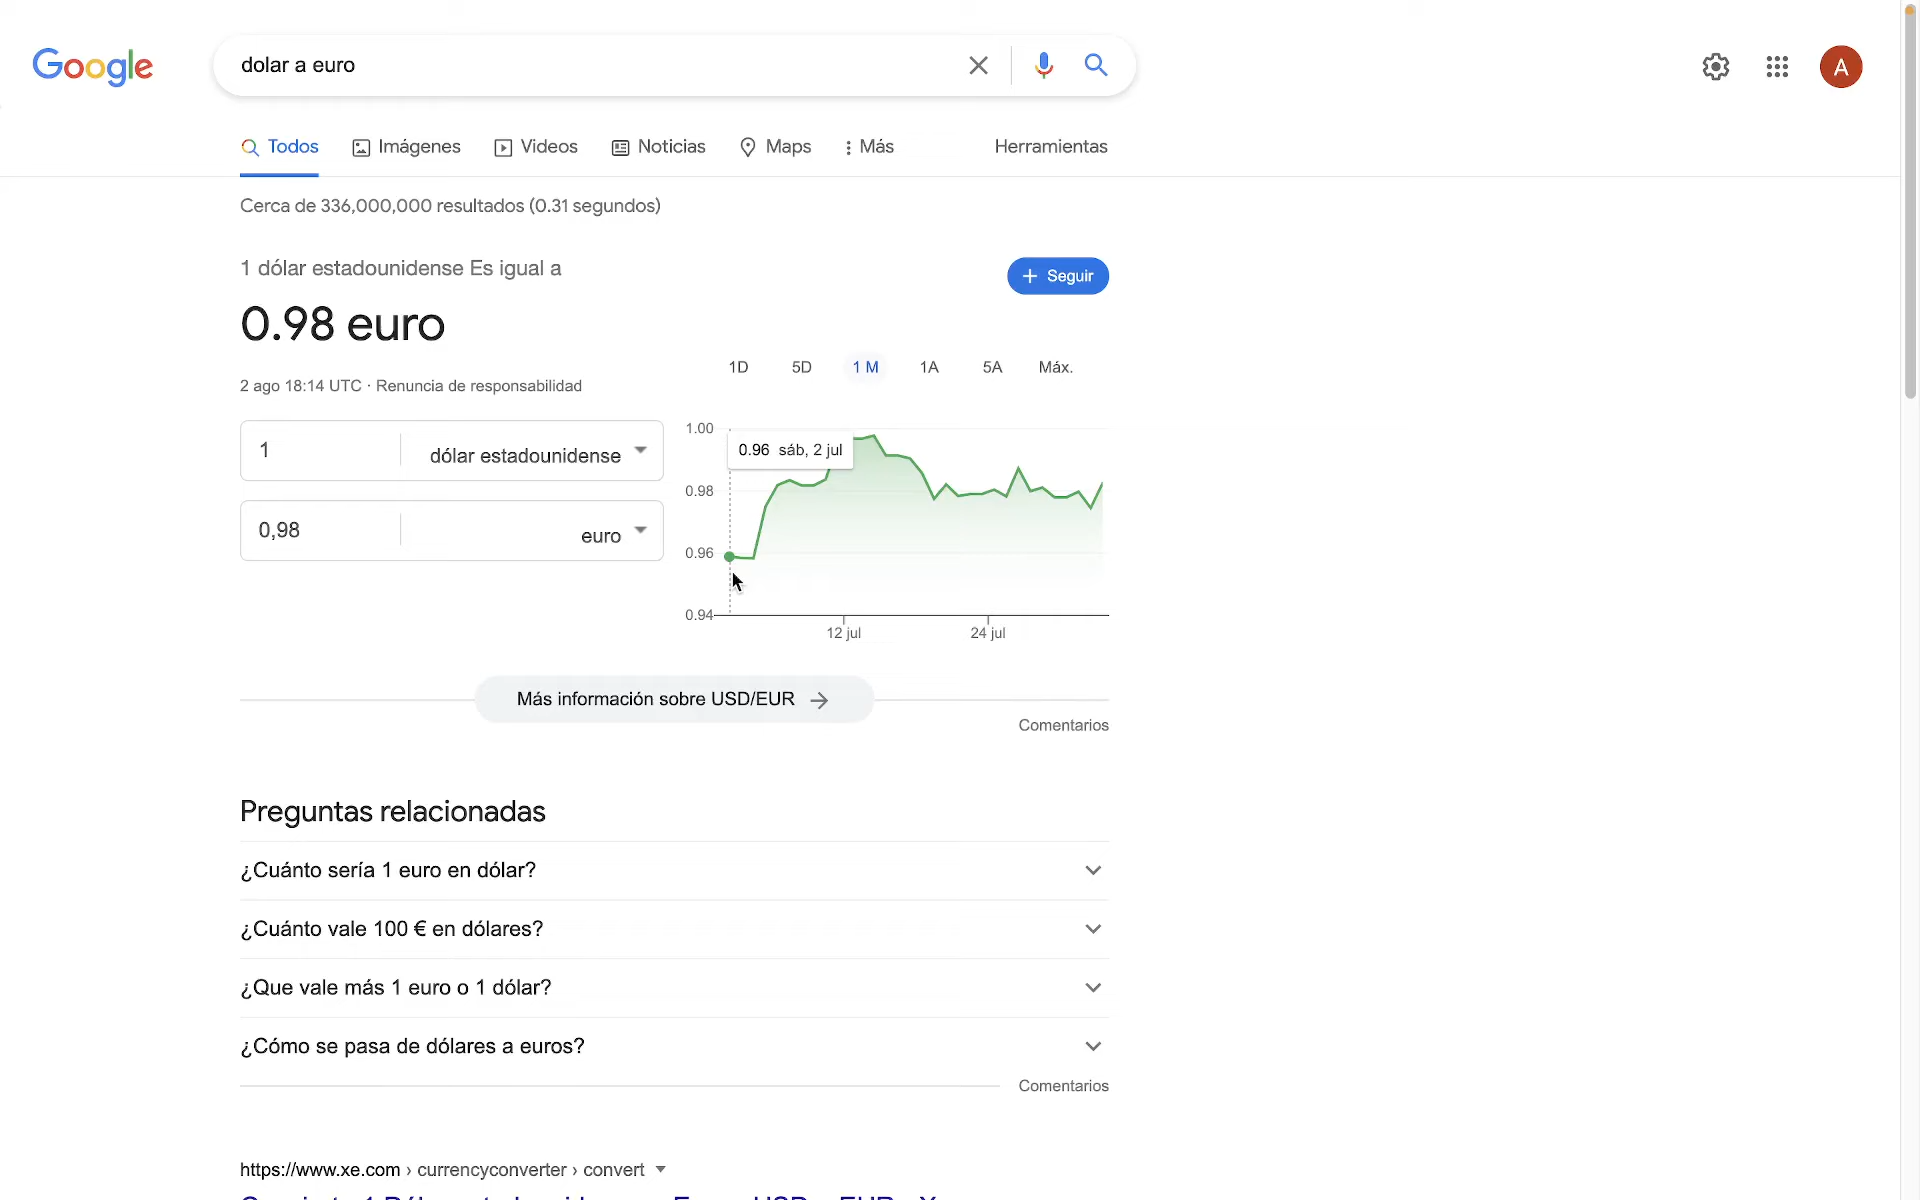 Google
dolar a euro
A
Todos
Imágenes
Videos
Noticias
Maps
Más
Herramientas
Cerca de 336,000,000 resultados (0.31 segundos)
1 dólar estadounidense Es igual a
Seguir
0.98 euro
2 ago 18:14 UTC · Renuncia de responsabilidad
1D 5D 1 M 1A 5A Máx.
1 dólar estadounidense
0,98 euro
1.00
0.96 sáb, 2 jul
0.98
0.96
0.94
12 jul 24 jul
Más información sobre USD/EUR
Comentarios
Preguntas relacionadas
¿Cuánto sería 1 euro en dólar?
¿Cuánto vale 100 € en dólares?
¿Que vale más 1 euro o 1 dólar?
¿Cómo se pasa de dólares a euros?
Comentarios
https://www.xe.com › currencyconverter › convert